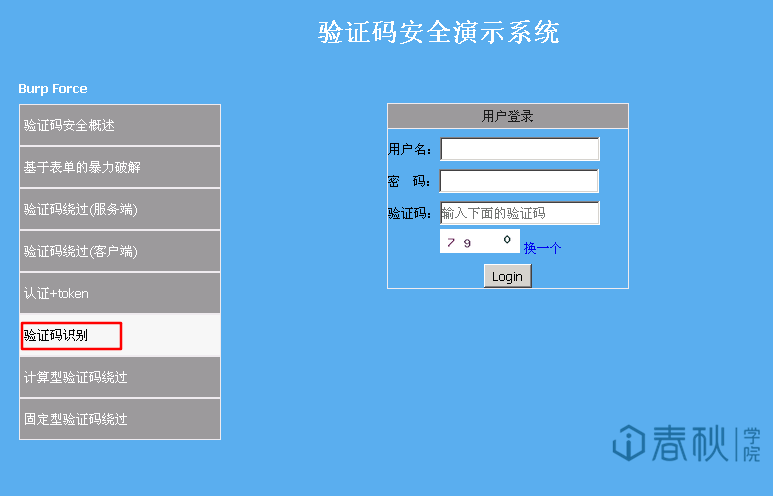 验证码安全演示系统
Burp Force
验证码安全概述
基于表单的暴力破解
验证码绕过(服务端)
验证码绕过(客户端)
认证+token
验证码识别
计算型验证码绕过
固定型验证码绕过
用户登录
用户名：
密 码：
验证码：输入下面的验证码
7 9 0 换一个
Login
春秋学院